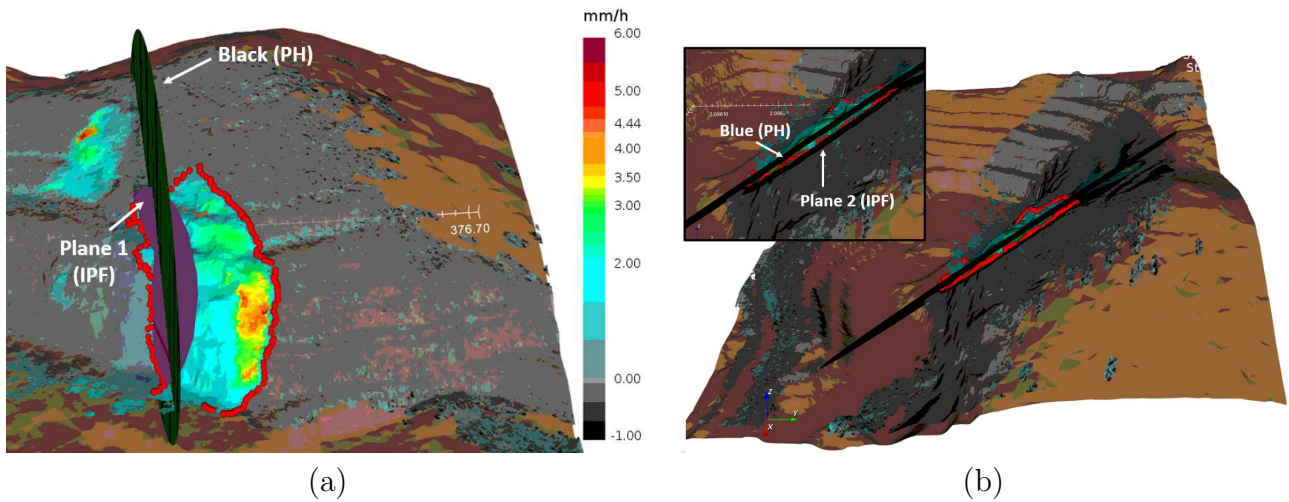 mm/h
6.00
5.00
4.44
4.00
3.50
3.00
2.00
0.00
-1.00
Black (PH)
Plane 1
(IPF)
376.70
Blue (PH)
Plane 2 (IPF)
St
Z
Y
X
(a)
(b)